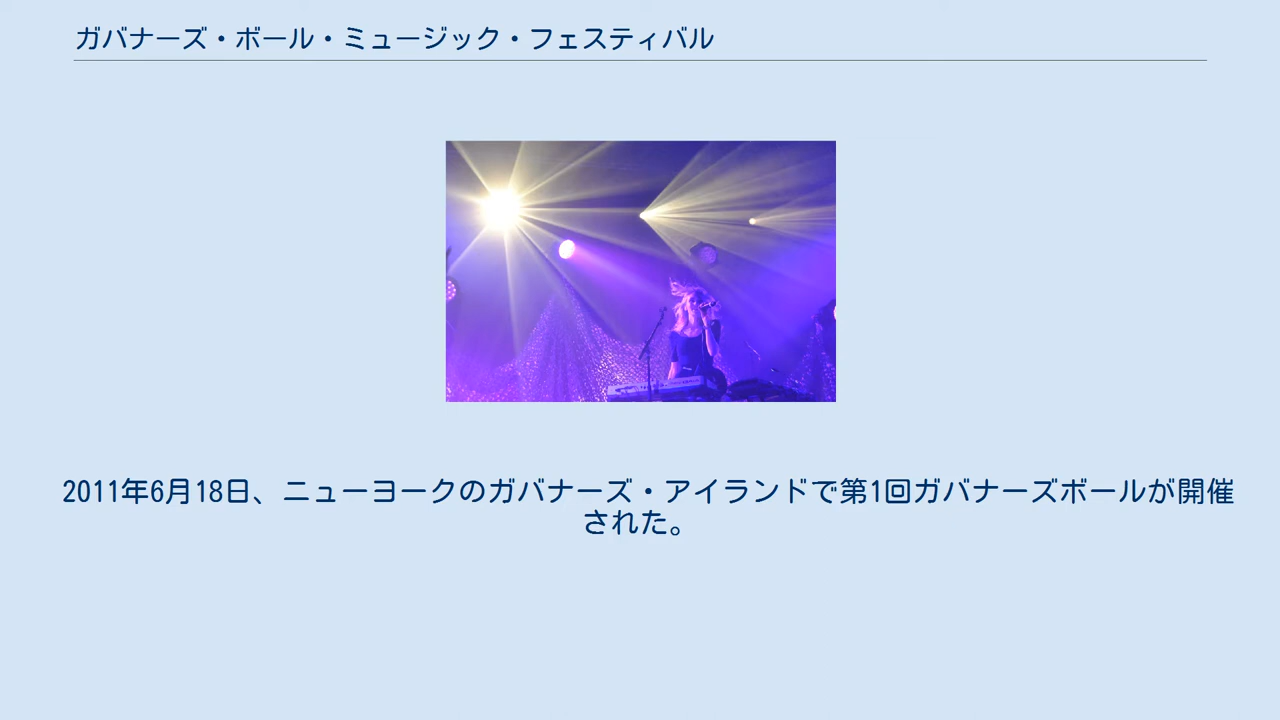 ガバナーズ・ボール・ミュージック・フェスティバル
2011年6月18日、ニューヨークのガバナーズ・アイランドで第1回ガバナーズボールが開催
された。